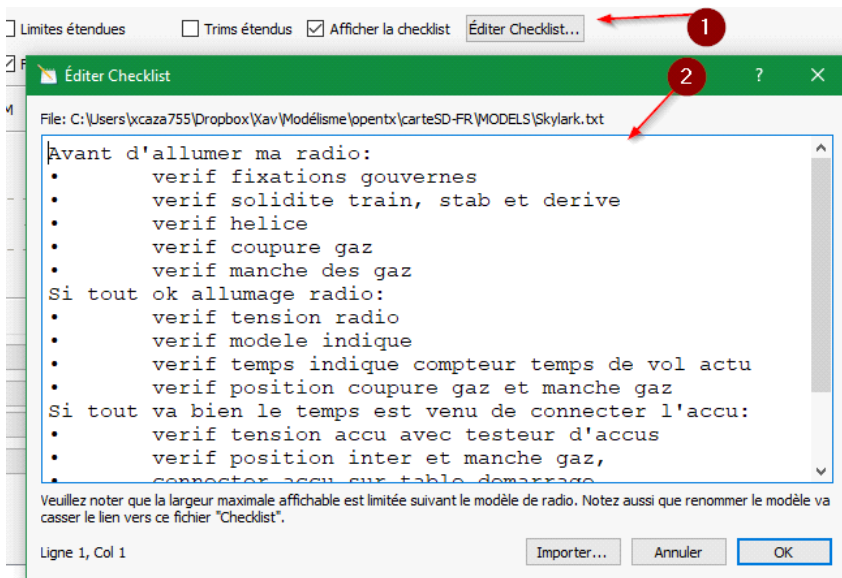 Limites étendues Trims étendus Afficher la checklist Éditer Checklist... 1
F
Éditer Checklist 2 ? ×
M
File: C:\Users\xcaza755\Dropbox\Xav\Modélisme\opentx\carteSD-FR\MODELS\Skylark.txt
Avant d'allumer ma radio:
• verif fixations gouvernes
• verif solidite train, stab et derive
• verif helice
• verif coupure gaz
• verif manche des gaz
Si tout ok allumage radio:
• verif tension radio
• verif modele indique
• verif temps indique compteur temps de vol actu
• verif position coupure gaz et manche gaz
Si tout va bien le temps est venu de connecter l'accu:
• verif tension accu avec testeur d'accus
• verif position inter et manche gaz,
• connecter accu sur table demarrage
Veuillez noter que la largeur maximale affichable est limitée suivant le modèle de radio. Notez aussi que renommer le modèle va
casser le lien vers ce fichier "Checklist".
Ligne 1, Col 1 Importer... Annuler OK